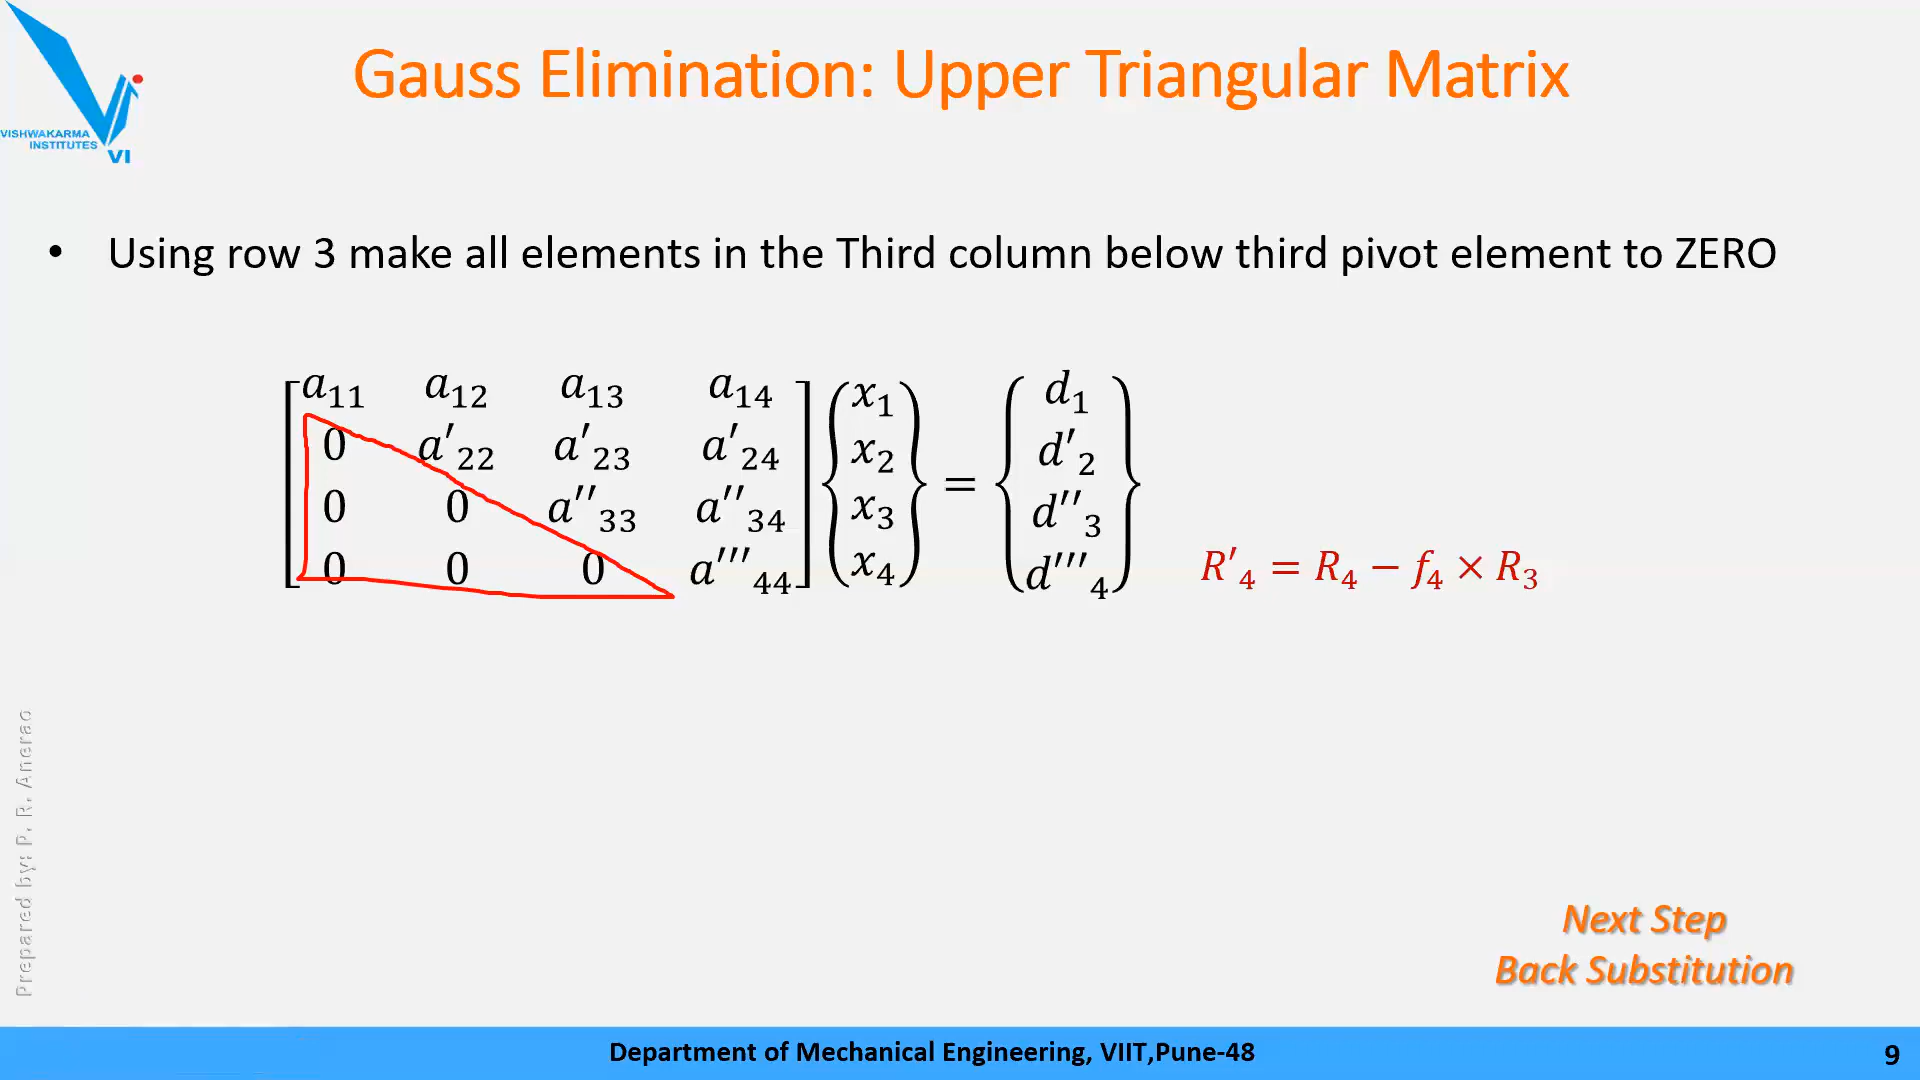 Gauss Elimination: Upper Triangular Matrix
VISHWAKARMA
INSTITUTES
VI
• Using row 3 make all elements in the Third column below third pivot element to ZERO
a₁₁ a₁₂ a₁₃ a₁₄ x₁ d₁
0 a′₂₂ a′₂₃ a′₂₄ x₂ d′₂
=
0 0 a′′₃₃ a′′₃₄ x₃ d′′₃
0 0 0 a′′′₄₄ x₄ d′′′₄ R′₄ = R₄ − f₄ × R₃
Prepared by: P. R. Anerao
Next Step
Back Substitution
Department of Mechanical Engineering, VIIT,Pune-48
9